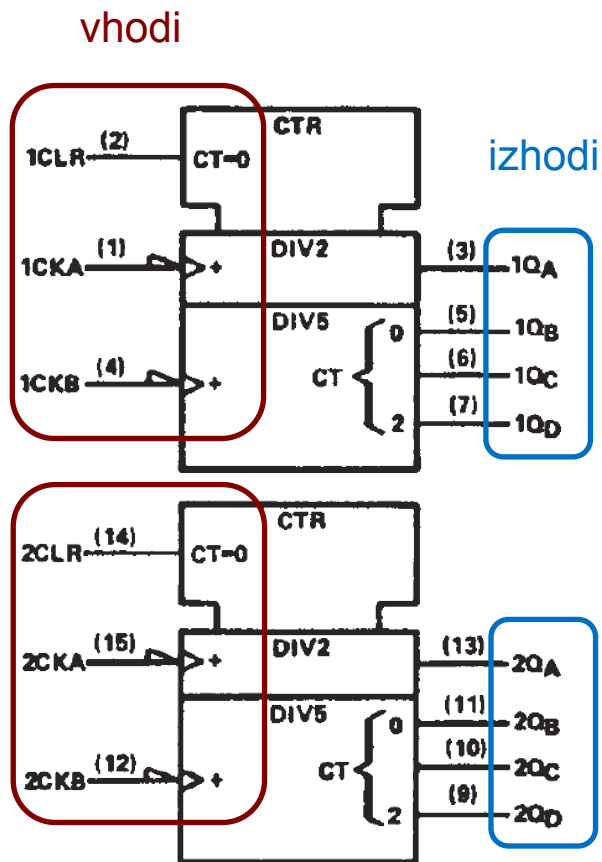 vhodi
CTR
izhodi
1CLR (2) CT=0
DIV2
1CKA (1) + (3) 1QA
DIV5
0 (5) 1QB
1CKB (4) + CT (6) 1QC
2 (7) 1QD
CTR
2CLR (14) CT=0
DIV2
2CKA (15) + (13) 2QA
DIV5
0 (11) 2QB
2CKB (12) + CT (10) 2QC
2 (9) 2QD